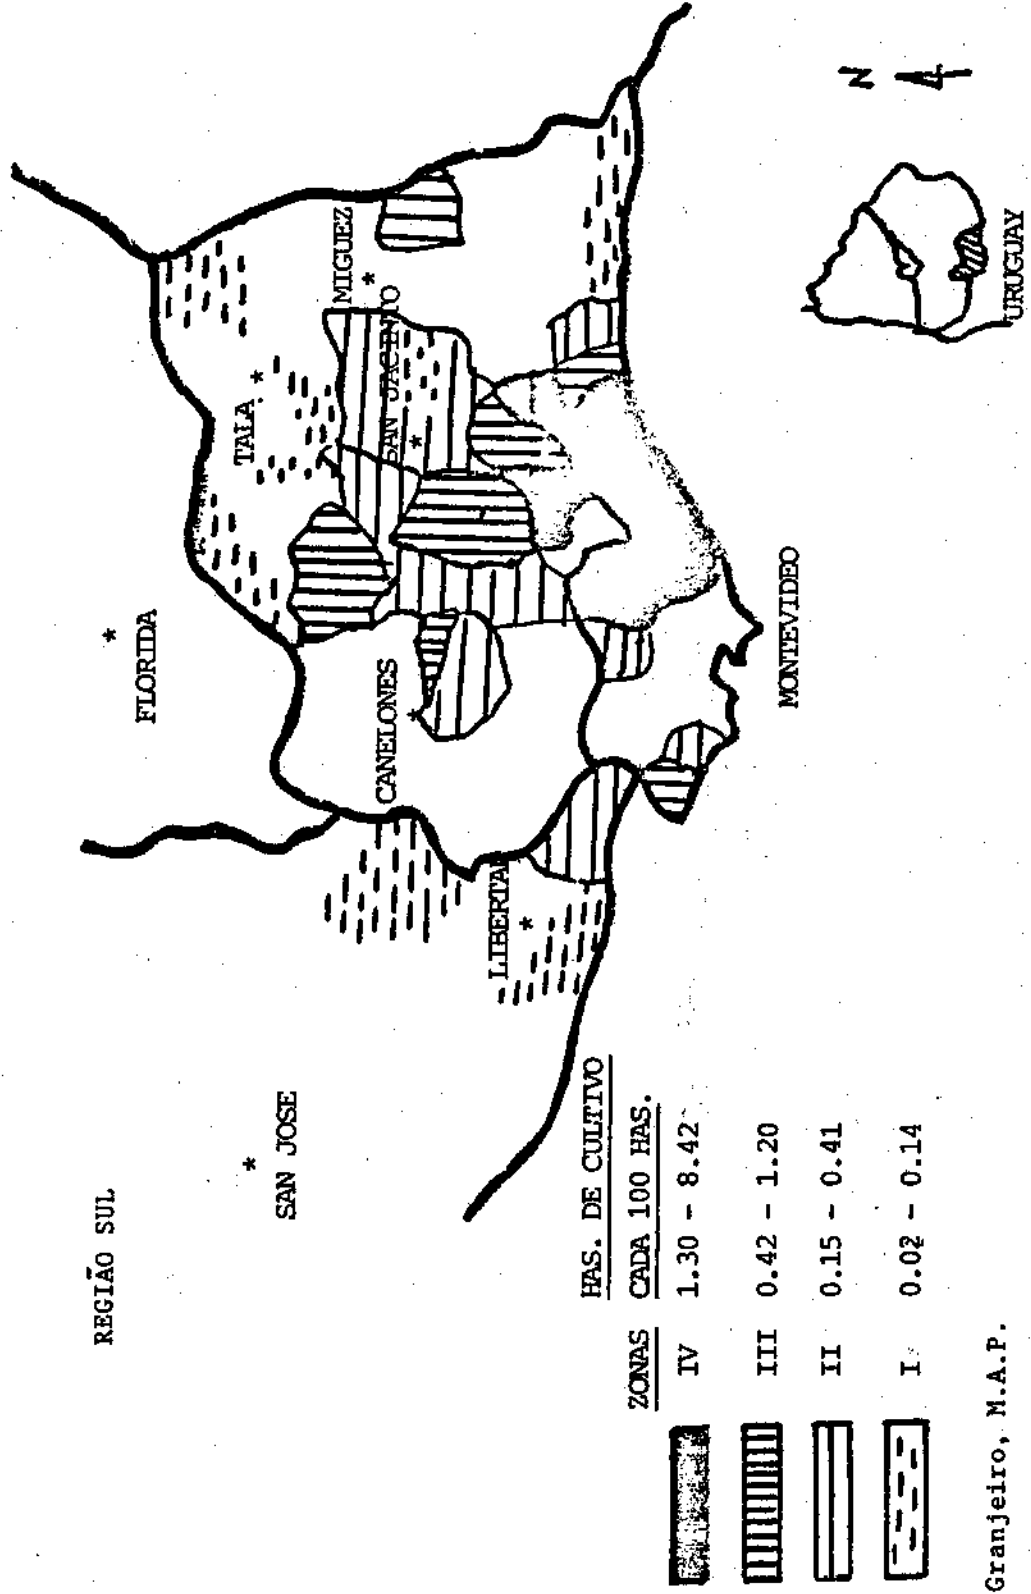 REGIÃO SUL
* SAN JOSE
* FLORIDA
TALA *
MIGUEZ *
SAN JACINTO *
CANELONES *
LIBERTAD *
MONTEVIDEO
N
URUGUAY
HAS. DE CULTIVO
ZONAS CADA 100 HAS.
IV 1.30 - 8.42
III 0.42 - 1.20
II 0.15 - 0.41
I 0.02 - 0.14
Granjeiro, M.A.P.